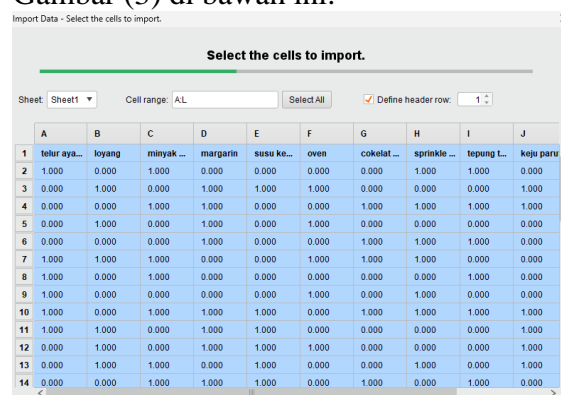 Gambar (3) di bawah ini:
Import Data - Select the cells to import.
Select the cells to import.
Sheet: Sheet1 Cell range: A:L Select All Define header row: 1
A B C D E F G H I J
1 telur aya... loyang minyak ... margarin susu ke... oven cokelat ... sprinkle ... tepung t... keju paru
2 1.000 0.000 1.000 0.000 0.000 0.000 0.000 1.000 1.000 0.000
3 0.000 1.000 0.000 1.000 1.000 1.000 0.000 0.000 0.000 1.000
4 0.000 0.000 1.000 0.000 0.000 0.000 1.000 1.000 1.000 0.000
5 0.000 1.000 0.000 1.000 0.000 1.000 0.000 0.000 0.000 0.000
6 0.000 0.000 0.000 1.000 0.000 0.000 1.000 1.000 1.000 0.000
7 1.000 1.000 1.000 0.000 0.000 1.000 1.000 0.000 0.000 0.000
8 1.000 0.000 1.000 1.000 0.000 0.000 0.000 0.000 1.000 0.000
9 1.000 0.000 0.000 0.000 0.000 1.000 0.000 1.000 0.000 0.000
10 1.000 1.000 1.000 1.000 1.000 0.000 1.000 1.000 1.000 1.000
11 1.000 1.000 0.000 1.000 1.000 0.000 0.000 0.000 0.000 1.000
12 0.000 1.000 0.000 0.000 1.000 1.000 0.000 0.000 0.000 0.000
13 0.000 1.000 0.000 0.000 1.000 0.000 0.000 1.000 0.000 1.000
14 0.000 0.000 1.000 1.000 1.000 0.000 1.000 0.000 1.000 0.000